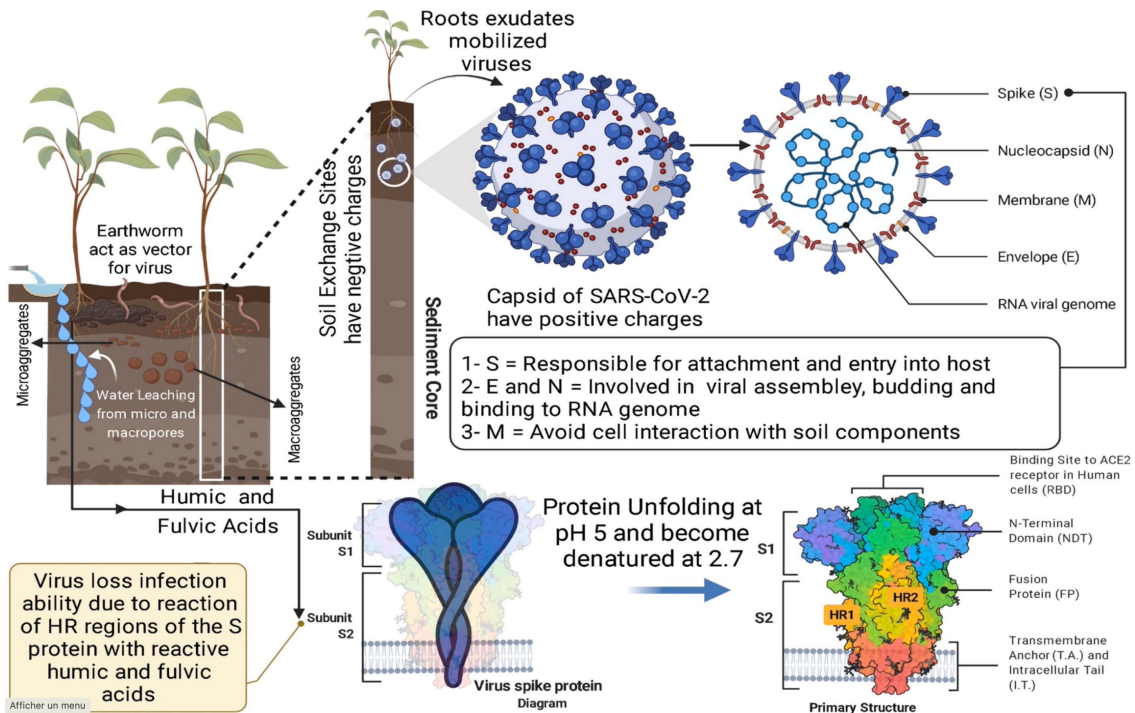 Roots exudates
mobilized
viruses
Earthworm
act as vector
for virus
Soil Exchange Sites
have negtive charges
Sediment Core
Microaggregates
Macroaggregates
Water Leaching
from micro and
macropores
Capsid of SARS-CoV-2
have positive charges
Spike (S)
Nucleocapsid (N)
Membrane (M)
Envelope (E)
RNA viral genome
1- S = Responsible for attachment and entry into host
2- E and N = Involved in viral assembley, budding and
binding to RNA genome
3- M = Avoid cell interaction with soil components
Humic and
Fulvic Acids
Virus loss infection
ability due to reaction
of HR regions of the S
protein with reactive
humic and fulvic
acids
Subunit
S1
Subunit
S2
Virus spike protein
Diagram
Protein Unfolding at
pH 5 and become
denatured at 2.7
S1
S2
HR1
HR2
Primary Structure
Binding Site to ACE2
receptor in Human
cells (RBD)
N-Terminal
Domain (NDT)
Fusion
Protein (FP)
Transmembrane
Anchor (T.A.) and
Intracellular Tail
(I.T.)
Afficher un menu